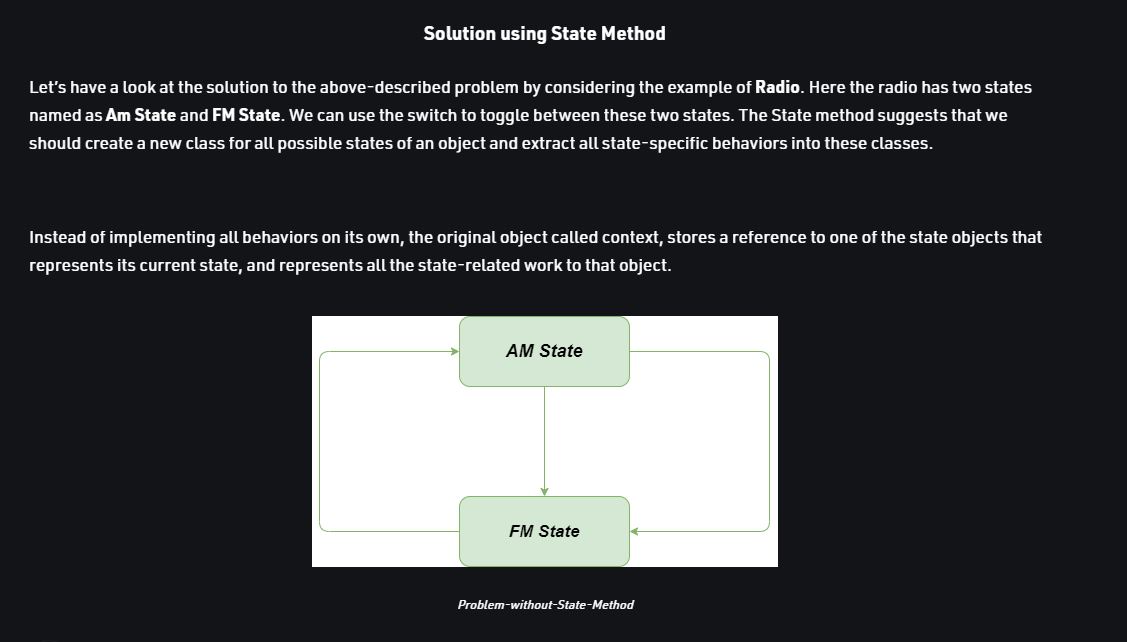 Solution using State Method
Let's have a look at the solution to the above-described problem by considering the example of Radio. Here the radio has two states
named as Am State and FM State. We can use the switch to toggle between these two states. The State method suggests that we
should create a new class for all possible states of an object and extract all state-specific behaviors into these classes.
Instead of implementing all behaviors on its own, the original object called context, stores a reference to one of the state objects that
represents its current state, and represents all the state-related work to that object.
AM State
FM State
Problem-without-State-Method